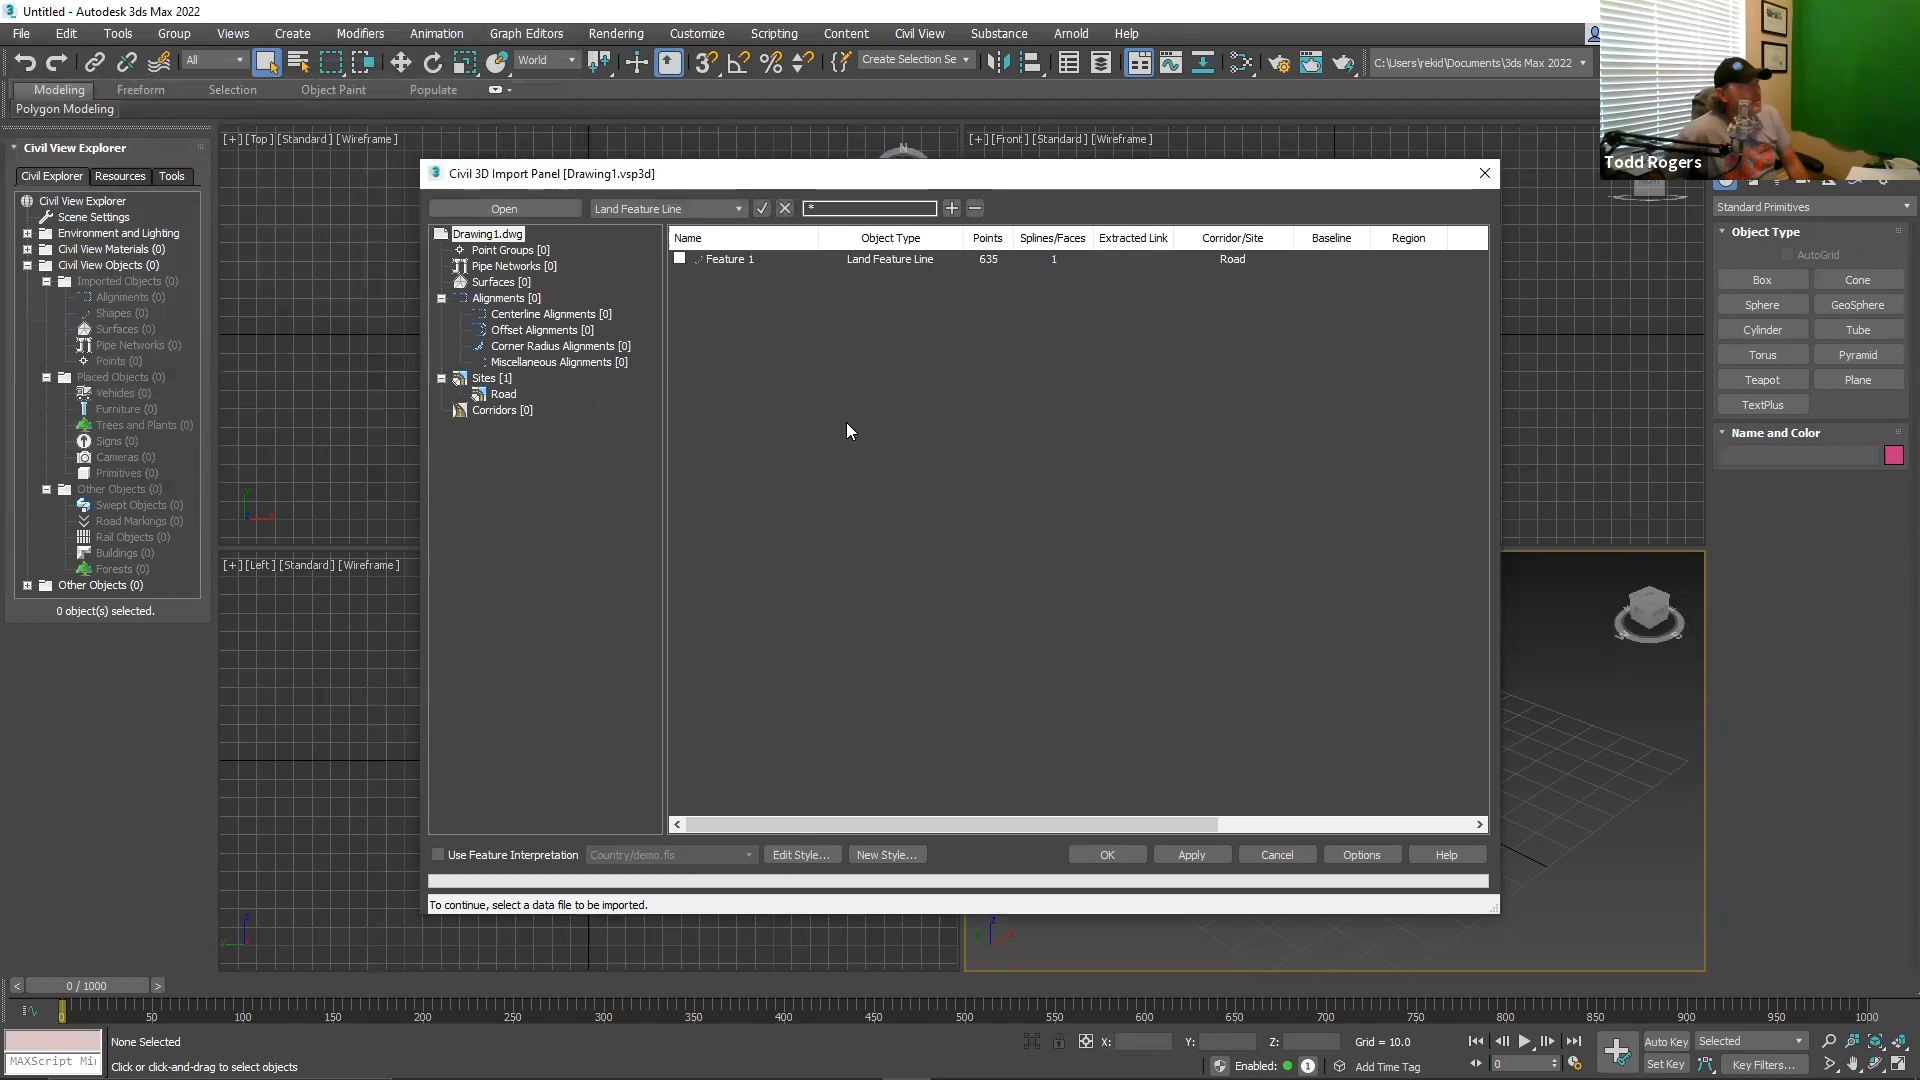 Untitled - Autodesk 3ds Max 2022
File Edit Tools Group Views Create Modifiers Animation Graph Editors Rendering Customize Scripting Content Civil View Substance Arnold Help
All World Create Selection Se C:\Users\rekid\Documents\3ds Max 2022
Modeling Freeform Selection Object Paint Populate
Polygon Modeling
Todd Rogers
Civil View Explorer
Civil Explorer Resources Tools
Civil View Explorer
Scene Settings
Environment and Lighting
Civil View Materials (0)
Civil View Objects (0)
Imported Objects (0)
Alignments (0)
Shapes (0)
Surfaces (0)
Pipe Networks (0)
Points (0)
Placed Objects (0)
Vehicles (0)
Furniture (0)
Trees and Plants (0)
Signs (0)
Cameras (0)
Primitives (0)
Other Objects (0)
Swept Objects (0)
Road Markings (0)
Rail Objects (0)
Buildings (0)
Forests (0)
Other Objects (0)
0 object(s) selected.
[+] [Top] [Standard] [Wireframe]
[+] [Front] [Standard] [Wireframe]
[+] [Left] [Standard] [Wireframe]
Civil 3D Import Panel [Drawing1.vsp3d]
Open Land Feature Line *
Drawing1.dwg
Point Groups [0]
Pipe Networks [0]
Surfaces [0]
Alignments [0]
Centerline Alignments [0]
Offset Alignments [0]
Corner Radius Alignments [0]
Miscellaneous Alignments [0]
Sites [1]
Road
Corridors [0]
Name Object Type Points Splines/Faces Extracted Link Corridor/Site Baseline Region
Feature 1 Land Feature Line 635 1 Road
Use Feature Interpretation Country/demo.fis Edit Style... New Style... OK Apply Cancel Options Help
To continue, select a data file to be imported.
Standard Primitives
Object Type
AutoGrid
Box Cone
Sphere GeoSphere
Cylinder Tube
Torus Pyramid
Teapot Plane
TextPlus
Name and Color
0 / 1000
0 50 100 150 200 250 300 350 400 450 500 550 600 650 700 750 800 850 900 950 1000
None Selected X: Y: Z: Grid = 10.0 Auto Key Selected
MAXScript Mi Click or click-and-drag to select objects Enabled: 1 Add Time Tag 0 Set Key Key Filters...